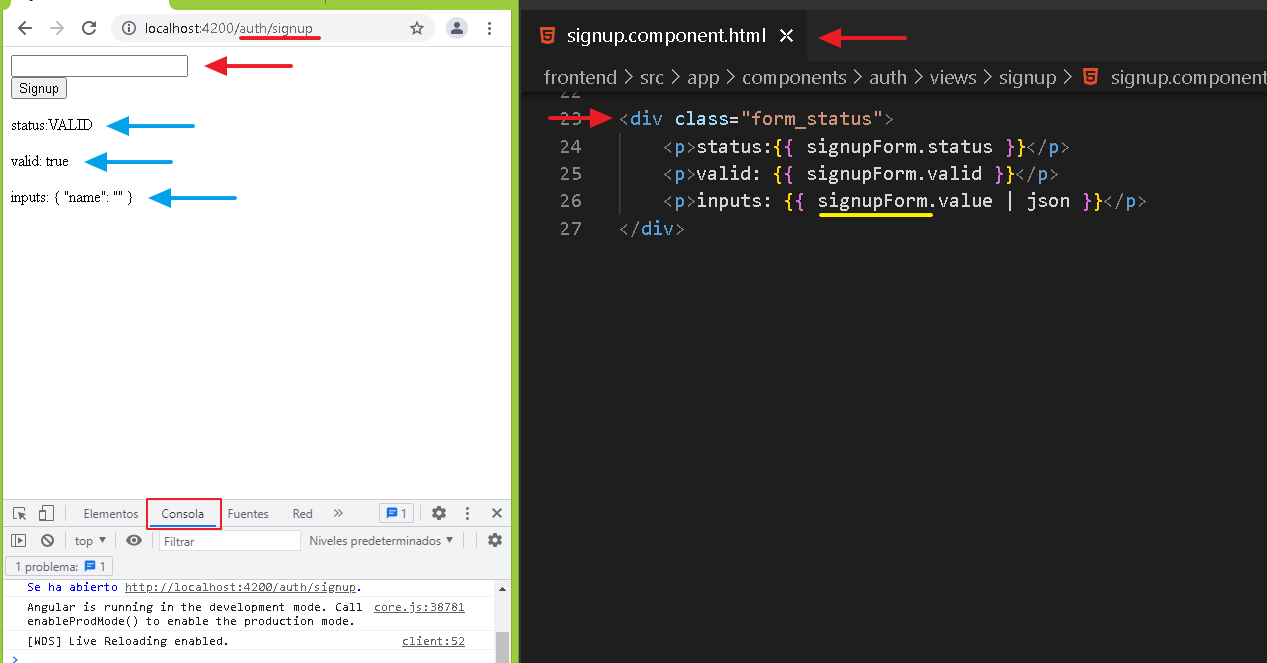 localhost:4200/auth/signup
Signup
status:VALID
valid: true
inputs: { "name": "" }
Elementos Consola Fuentes Red » 1
top Filtrar Niveles predeterminados
1 problema: 1
Se ha abierto http://localhost:4200/auth/signup.
Angular is running in the development mode. Call core.js:38781
enableProdMode() to enable the production mode.
[WDS] Live Reloading enabled. client:52
>
signup.component.html
frontend > src > app > components > auth > views > signup > signup.component
22
23 <div class="form_status">
24 <p>status:{{ signupForm.status }}</p>
25 <p>valid: {{ signupForm.valid }}</p>
26 <p>inputs: {{ signupForm.value | json }}</p>
27 </div>